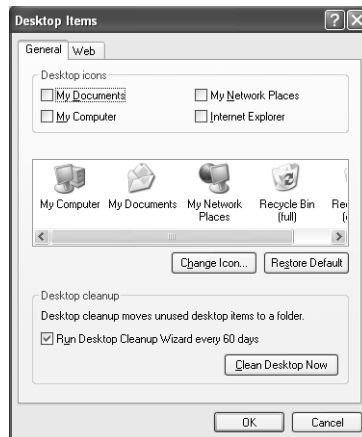 Desktop Items
General Web
Desktop icons
My Documents My Network Places
My Computer Internet Explorer
My Computer My Documents My Network Places Recycle Bin (full)
Change Icon... Restore Default
Desktop cleanup
Desktop cleanup moves unused desktop items to a folder.
Run Desktop Cleanup Wizard every 60 days
Clean Desktop Now
OK Cancel